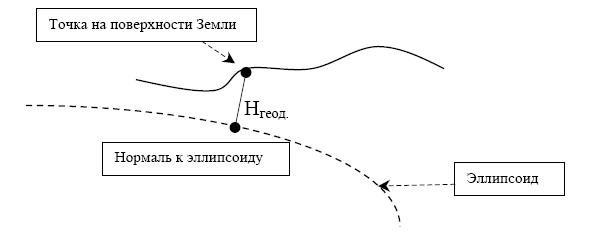 Точка на поверхности Земли
Hгеод.
Нормаль к эллипсоиду
Эллипсоид